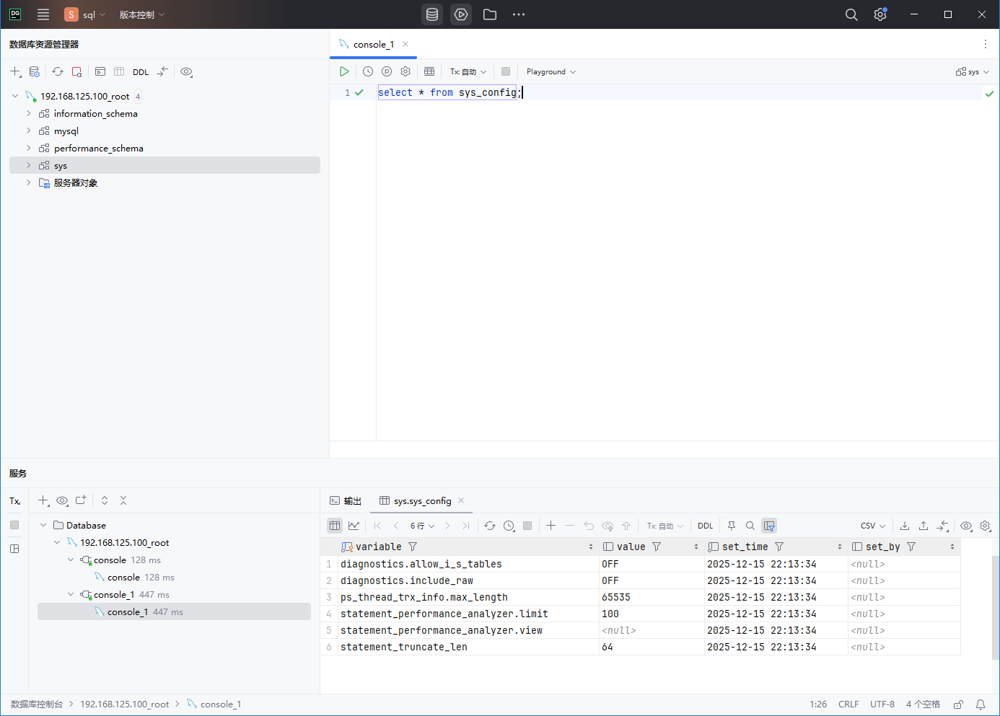 DG S sql 版本控制
数据库资源管理器
DDL
192.168.125.100_root 4
information_schema
mysql
performance_schema
sys
服务器对象
console_1
Tx: 自动 Playground sys
1 select * from sys_config;
服务
Tx
Database
192.168.125.100_root
console 128 ms
console 128 ms
console_1 447 ms
console_1 447 ms
输出 sys.sys_config
6 行 Tx: 自动 DDL CSV
variable value set_time set_by
1 diagnostics.allow_i_s_tables OFF 2025-12-15 22:13:34 <null>
2 diagnostics.include_raw OFF 2025-12-15 22:13:34 <null>
3 ps_thread_trx_info.max_length 65535 2025-12-15 22:13:34 <null>
4 statement_performance_analyzer.limit 100 2025-12-15 22:13:34 <null>
5 statement_performance_analyzer.view <null> 2025-12-15 22:13:34 <null>
6 statement_truncate_len 64 2025-12-15 22:13:34 <null>
数据库控制台 192.168.125.100_root console_1 1:26 CRLF UTF-8 4 个空格